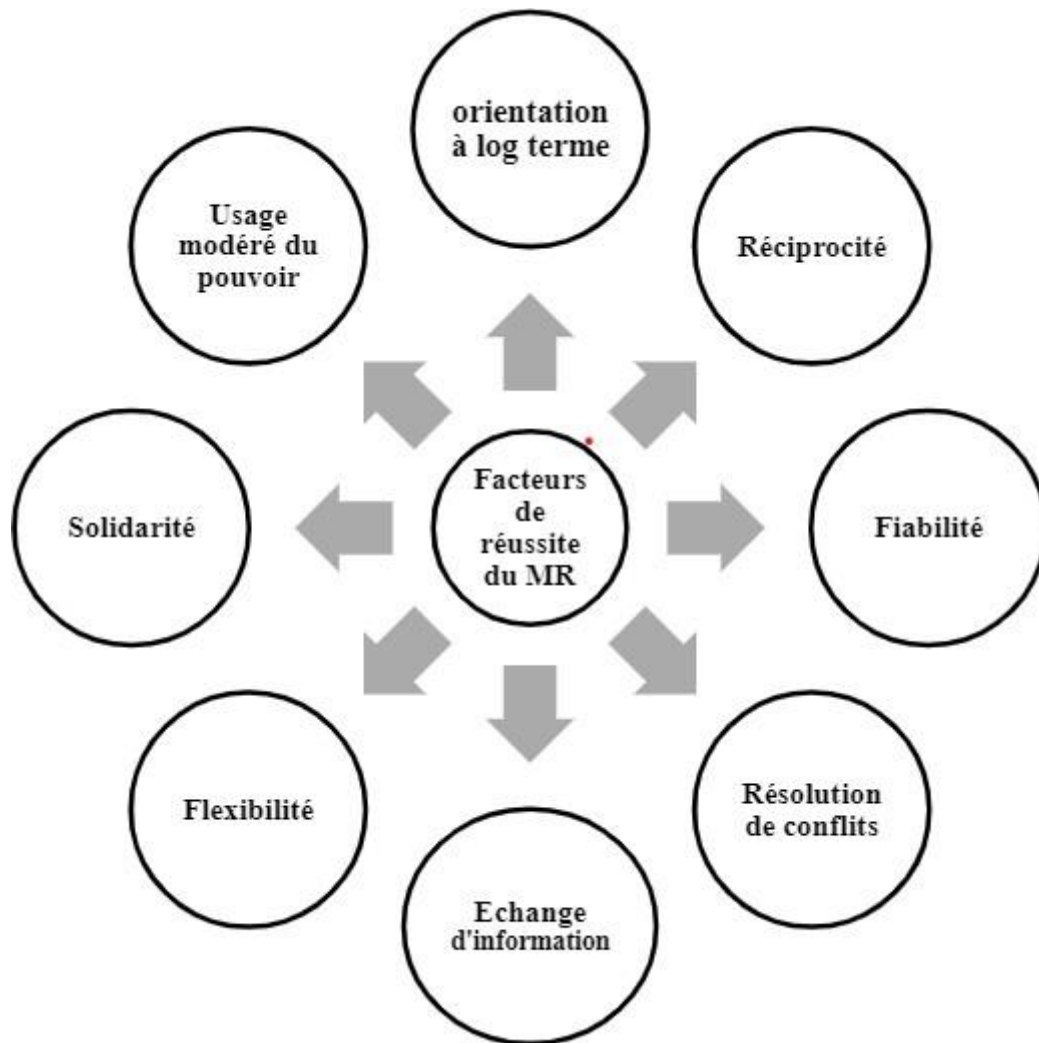 orientation
à log terme
Usage
modéré du
pouvoir
Réciprocité
Facteurs
de
réussite
du MR
Solidarité
Fiabilité
Flexibilité
Résolution
de conflits
Echange
d'information